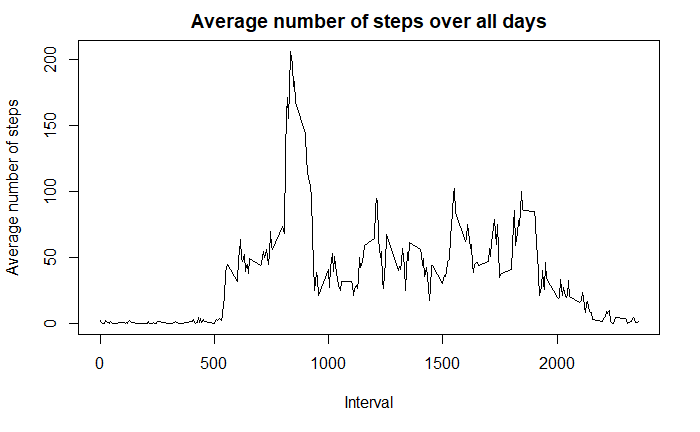 Average number of steps over all days
Average number of steps
200
150
100
50
0
0 500 1000 1500 2000
Interval